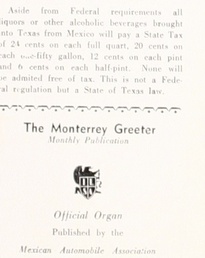 Aside from Federal requirements all
liquors or other alcoholic beverages brought
into Texas from Mexico will pay a State Tax
of 24 cents on each full quart, 20 cents on
each gallon, 12 cents on each pint
and 6 cents on each half-pint. None will
be admited free of tax. This is not a Fede-
ral regulation but a State of Texas law.
The Monterrey Greeter
Monthly Publication
Official Organ
Published by the
Mexican Automobile Association